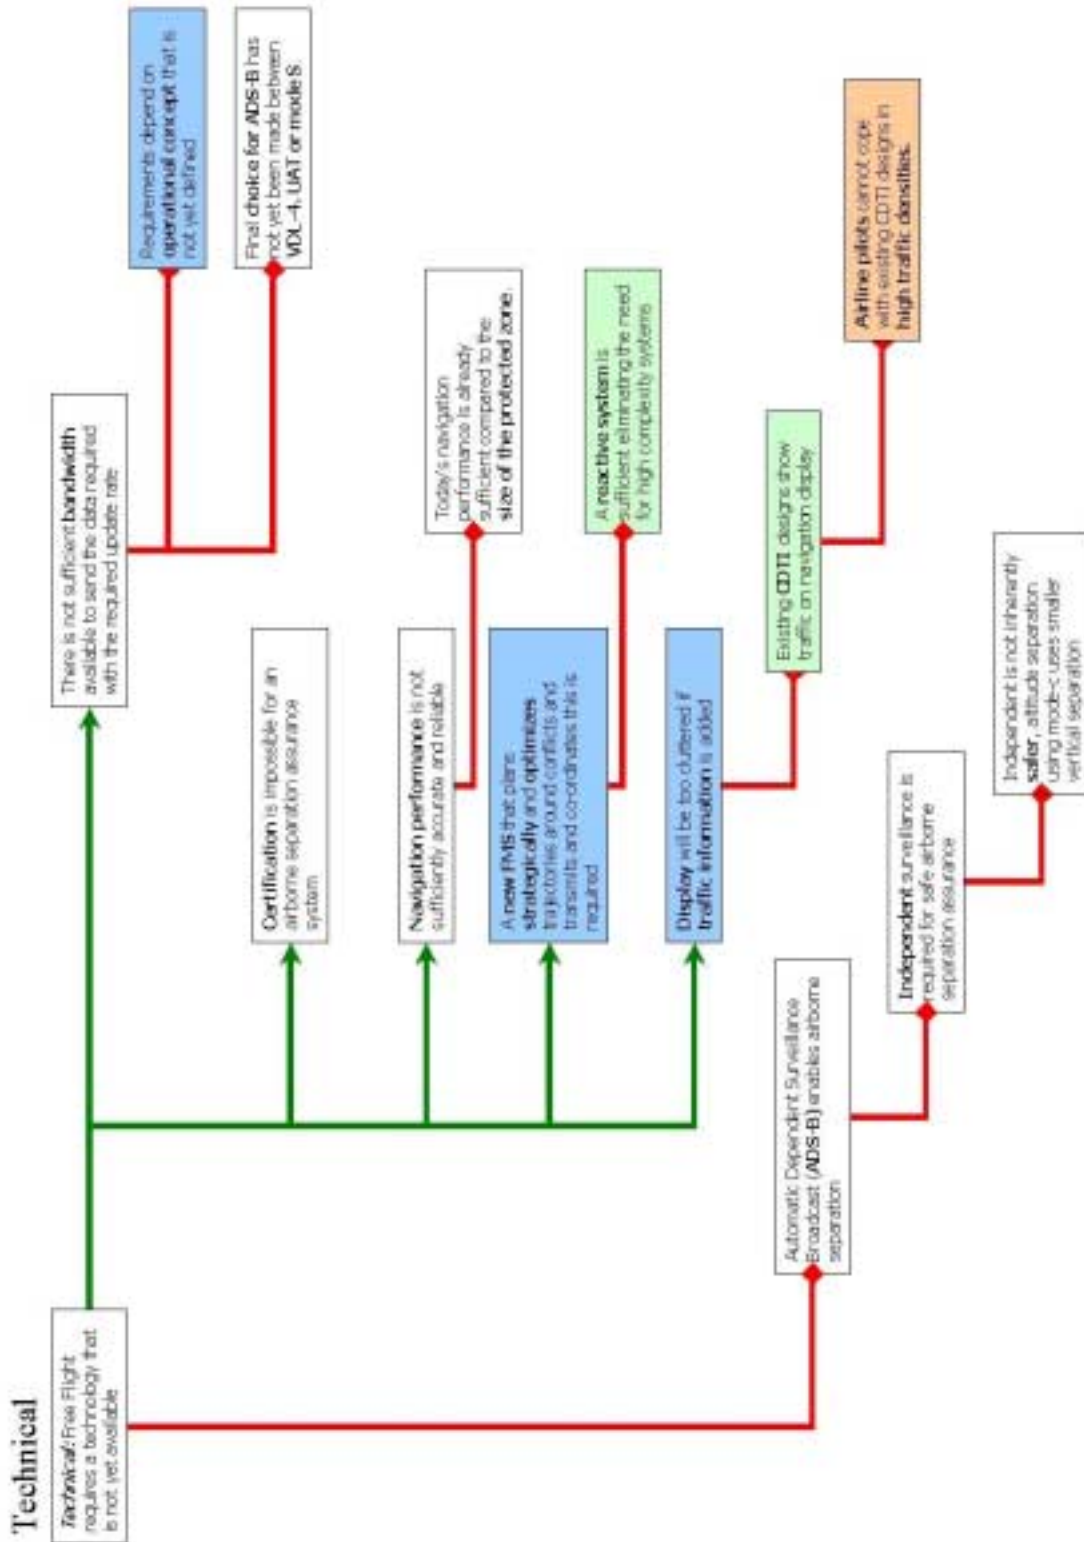 Technical
Technical: Free Flight
requires a technology that
is not yet available
There is not sufficient bandwidth
available to send the data required
with the required update rate
Requirements depend on
operational concept that is
not yet defined
Final choice for ADS-B has
not yet been made between
VDL-4, UAT or mode S.
Certification is impossible for an
airborne separation assurance
system
Navigation performance is not
sufficiently accurate and reliable
Today's navigation
performance is already
sufficient compared to the
size of the protected zone.
A new FMS that plans
strategically and optimizes
trajectories around conflicts and
transmits and co-ordinates this is
required
A reactive system is
sufficient eliminating the need
for high complexity systems
Display will be too cluttered if
traffic information is added
Existing CDTI designs show
traffic on navigation display
Airline pilots cannot cope
with existing CDTI designs in
high traffic densities.
Automatic Dependent Surveillance
Broadcast (ADS-B) enables airborne
separation
Independent surveillance is
required for safe airborne
separation assurance
Independent is not inherently
safer, altitude separation
using mode-c uses smaller
vertical separation